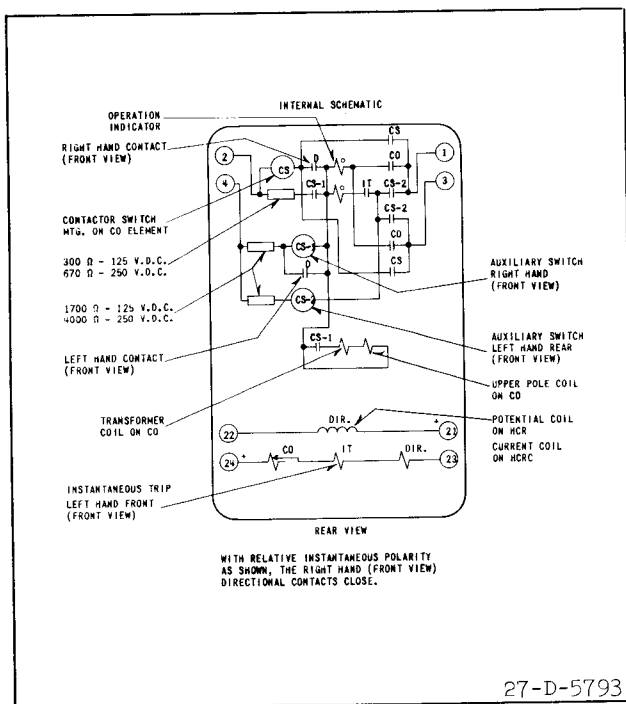 INTERNAL SCHEMATIC
OPERATION
INDICATOR
RIGHT HAND CONTACT
(FRONT VIEW)
CONTACTOR SWITCH
MTG. ON CO ELEMENT
300 Ω - 125 V.D.C.
670 Ω - 250 V.D.C.
1700 Ω - 125 V.D.C.
4000 Ω - 250 V.D.C.
LEFT HAND CONTACT
(FRONT VIEW)
TRANSFORMER
COIL ON CO
INSTANTANEOUS TRIP
LEFT HAND FRONT
(FRONT VIEW)
2
4
CS
D
CS-1
IT
CS
CO
CS-2
CS-2
CO
CS
1
3
CS-1
D
CS-2
CS-1
AUXILIARY SWITCH
RIGHT HAND
(FRONT VIEW)
AUXILIARY SWITCH
LEFT HAND REAR
(FRONT VIEW)
UPPER POLE COIL
ON CO
POTENTIAL COIL
ON HCR
CURRENT COIL
ON HCRC
22
DIR.
+
21
24
+
CO
IT
DIR.
23
REAR VIEW
WITH RELATIVE INSTANTANEOUS POLARITY
AS SHOWN, THE RIGHT HAND (FRONT VIEW)
DIRECTIONAL CONTACTS CLOSE.
27-D-5793